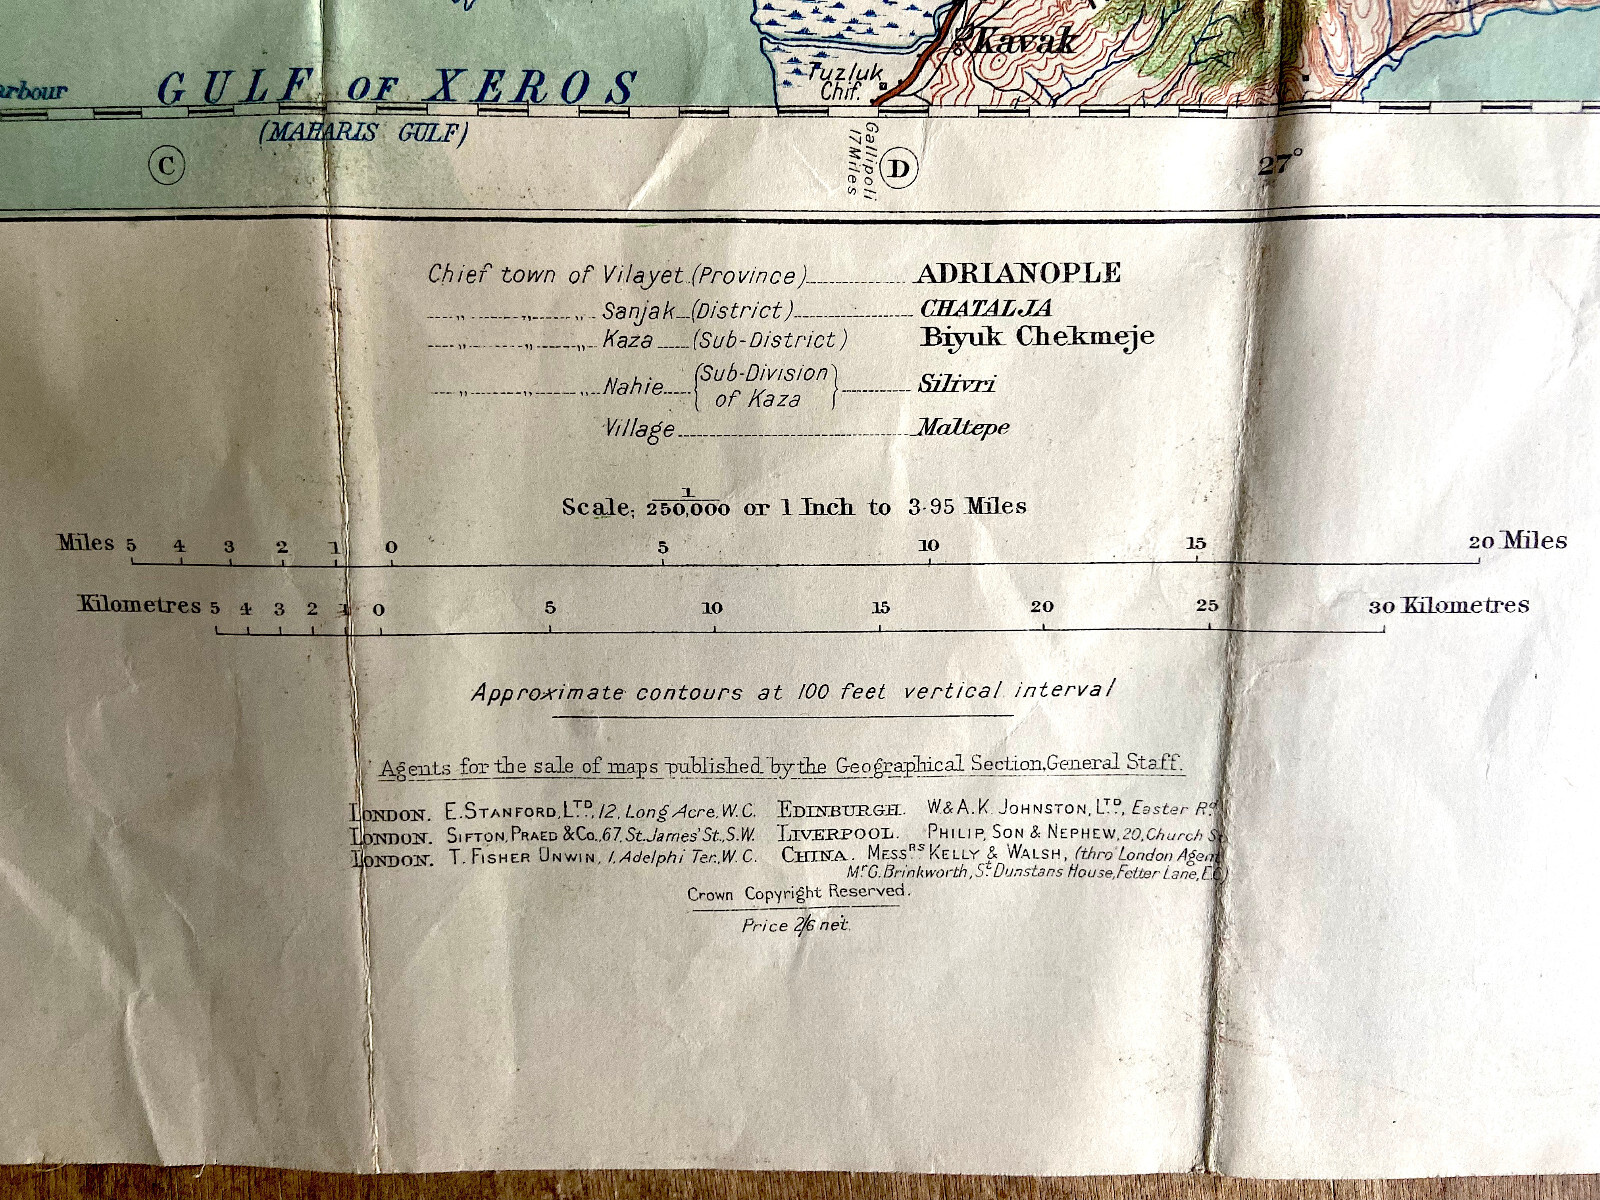 Kavak
Tuzluk
Chif.
arbour
GULF OF XEROS
(MAHARIS GULF)
Gallipoli
17 Miles
C
D
27°
Chief town of Vilayet (Province) ADRIANOPLE
„ „ „ Sanjak (District) CHATALJA
„ „ „ Kaza (Sub-District) Biyuk Chekmeje
„ „ „ Nahie {Sub-Division of Kaza} Silivri
Village Maltepe
Scale; 1/250,000 or 1 Inch to 3·95 Miles
Miles 5 4 3 2 1 0 5 10 15 20 Miles
Kilometres 5 4 3 2 1 0 5 10 15 20 25 30 Kilometres
Approximate contours at 100 feet vertical interval
Agents for the sale of maps published by the Geographical Section, General Staff.
LONDON. E. STANFORD, LTD., 12, Long Acre, W.C. EDINBURGH. W. & A.K. JOHNSTON, LTD, Easter Rd
LONDON. SIFTON, PRAED & Co., 67, St. James' St., S.W. LIVERPOOL. PHILIP, SON & NEPHEW, 20, Church S
LONDON. T. FISHER UNWIN, 1, Adelphi Ter., W.C. CHINA. MESSRS KELLY & WALSH, (thro' London Agent
Mr G. Brinkworth, St Dunstans House, Fetter Lane, E.C)
Crown Copyright Reserved.
Price 2/6 net.